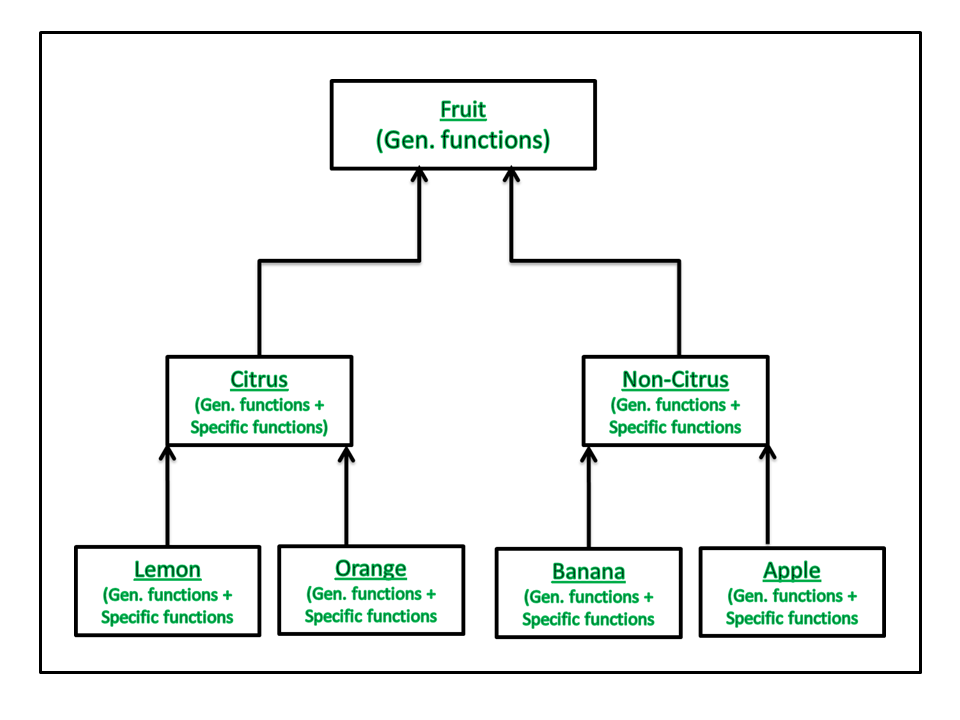 Fruit
(Gen. functions)
Citrus
(Gen. functions +
Specific functions)
Non-Citrus
(Gen. functions +
Specific functions
Lemon
(Gen. functions +
Specific functions
Orange
(Gen. functions +
Specific functions
Banana
(Gen. functions +
Specific functions
Apple
(Gen. functions +
Specific functions